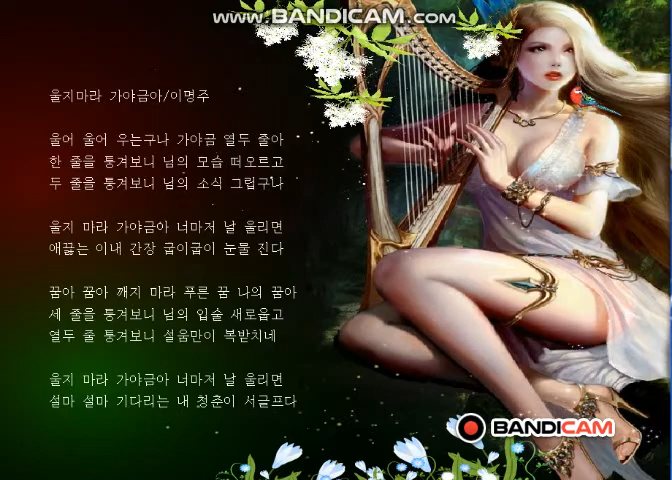 www.BANDICAM.com
울지마라 가야금아/이명주
울어 울어 우는구나 가야금 열두 줄아
한 줄을 퉁겨보니 님의 모습 떠오르고
두 줄을 퉁겨보니 님의 소식 그립구나
울지 마라 가야금아 너마저 날 울리면
애끓는 이내 간장 굽이굽이 눈물 진다
꿈아 꿈아 깨지 마라 푸른 꿈 나의 꿈아
세 줄을 퉁겨보니 님의 입술 새로웁고
열두 줄 퉁겨보니 설움만이 복받치네
울지 마라 가야금아 너마저 날 울리면
설마 설마 기다리는 내 청춘이 서글프다
BANDICAM